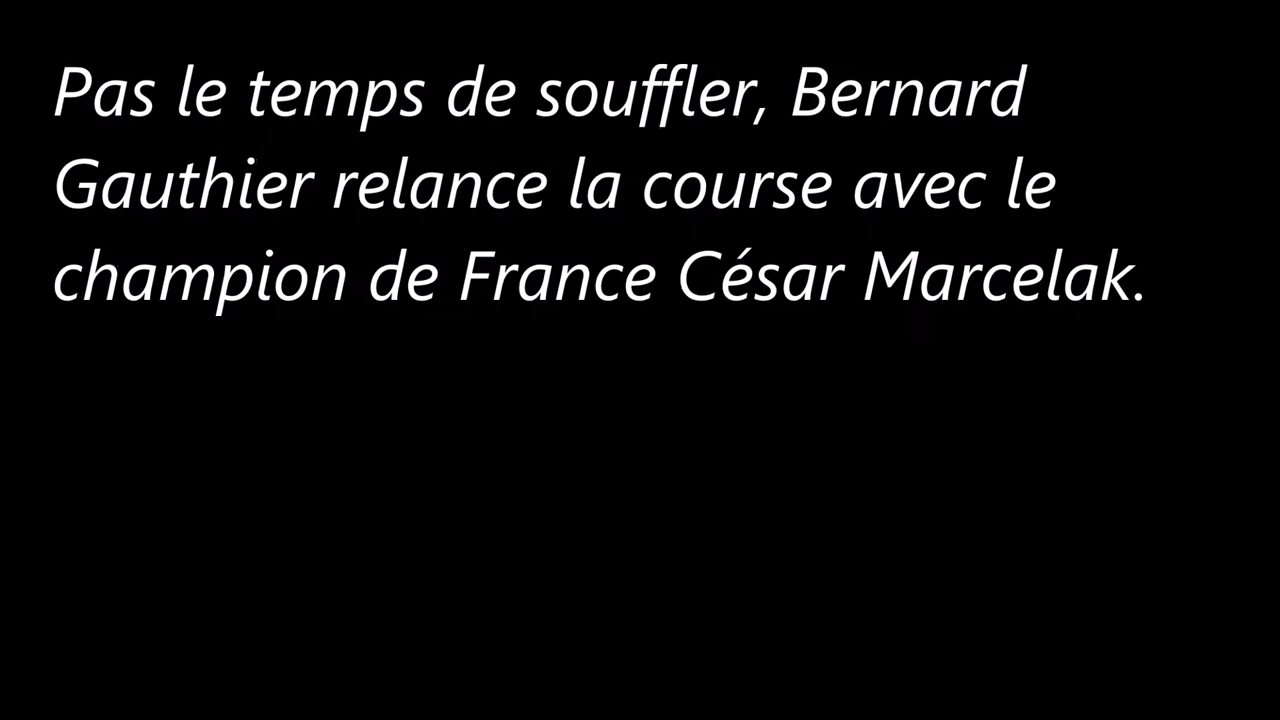 Pas le temps de souffler, Bernard
Gauthier relance la course avec le
champion de France César Marcelak.